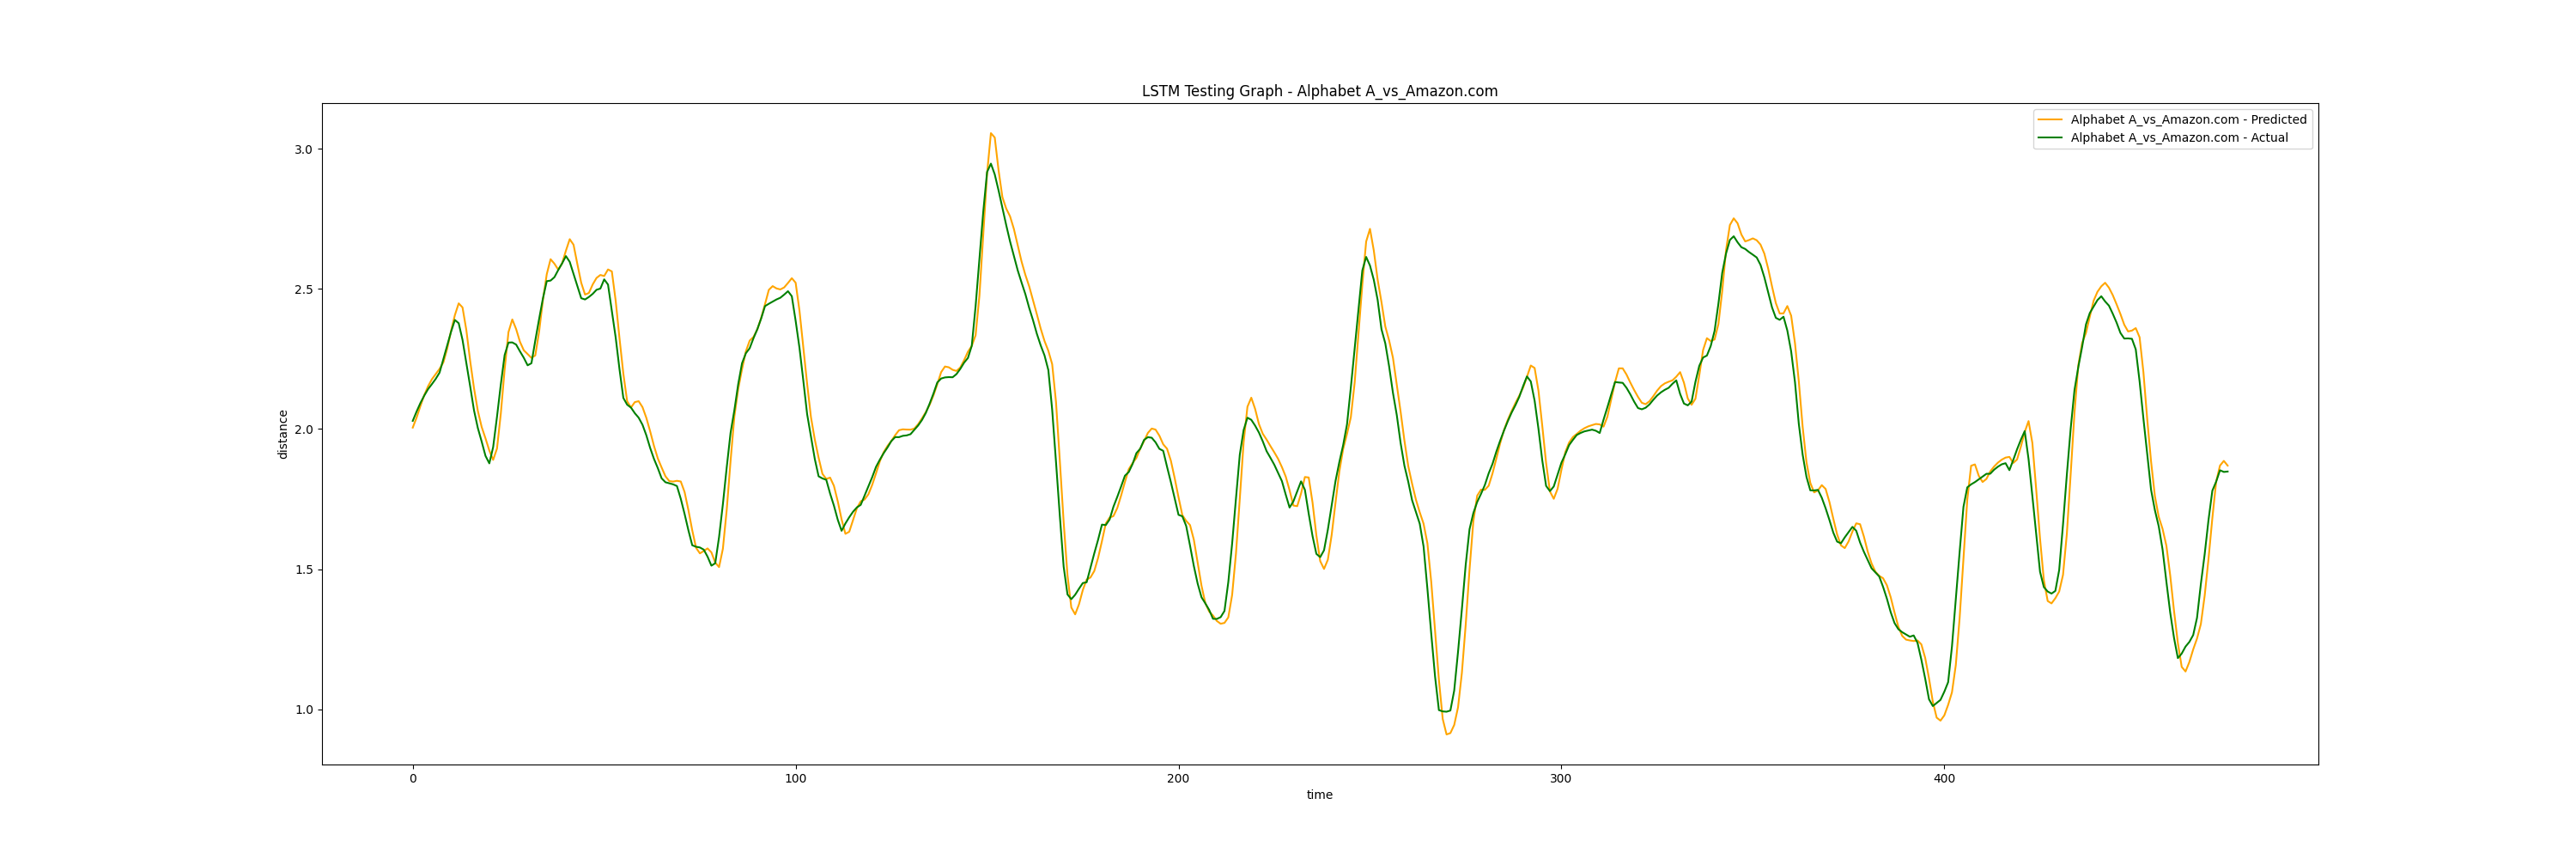 LSTM Testing Graph - Alphabet A_vs_Amazon.com
Alphabet A_vs_Amazon.com - Predicted
Alphabet A_vs_Amazon.com - Actual
3.0
2.5
2.0
1.5
1.0
distance
0 100 200 300 400
time